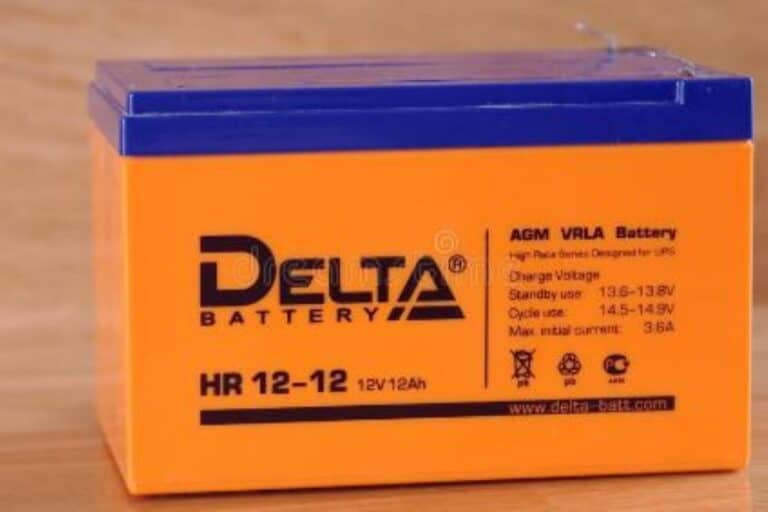 DELTA®
BATTERY
HR 12-12 12V 12Ah
AGM VRLA Battery
High Rate Series Designed for UPS
Charge Voltage
Standby use: 13.6-13.8V
Cycle use: 14.5-14.9V
Max. initial current: 3.6A
Pb Pb
www.delta-batt.com